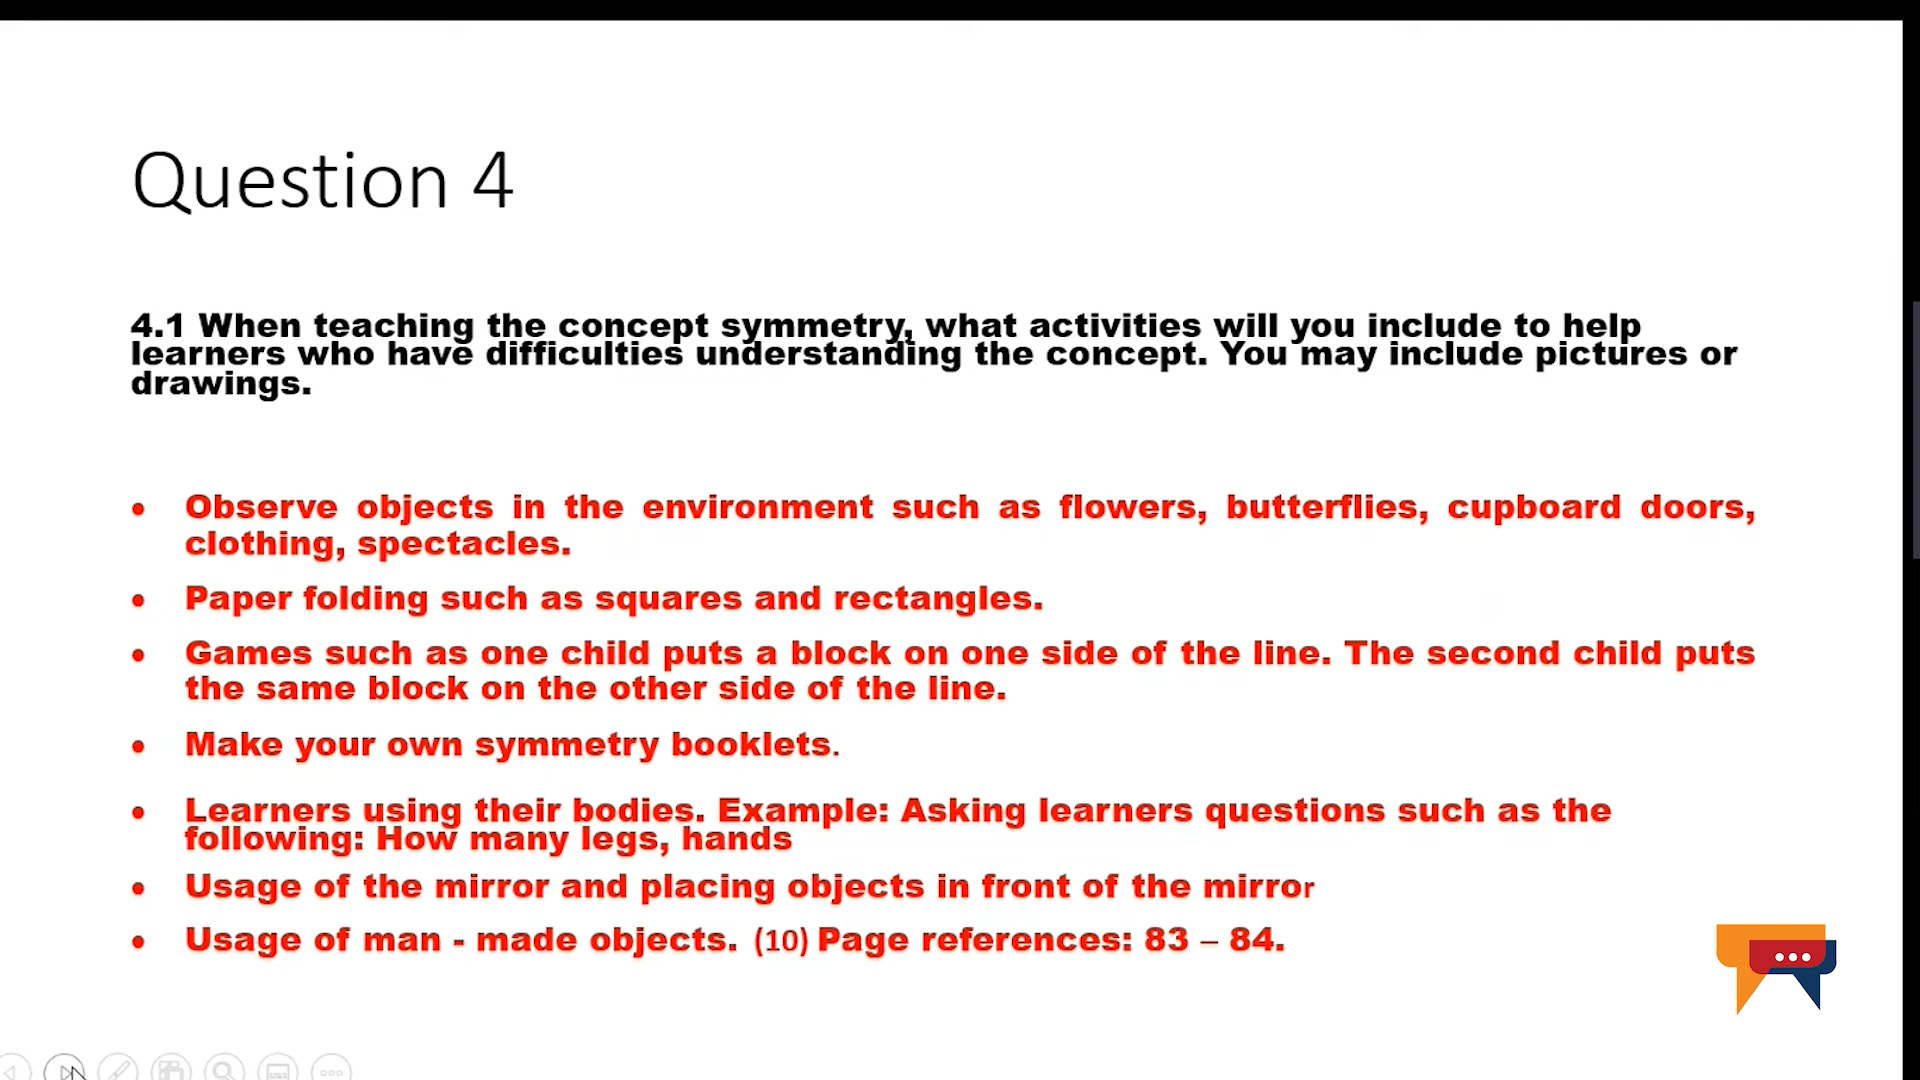 Question 4
4.1 When teaching the concept symmetry, what activities will you include to help
learners who have difficulties understanding the concept. You may include pictures or
drawings.
• Observe objects in the environment such as flowers, butterflies, cupboard doors,
clothing, spectacles.
• Paper folding such as squares and rectangles.
• Games such as one child puts a block on one side of the line. The second child puts
the same block on the other side of the line.
• Make your own symmetry booklets.
• Learners using their bodies. Example: Asking learners questions such as the
following: How many legs, hands
• Usage of the mirror and placing objects in front of the mirror
• Usage of man - made objects. (10) Page references: 83 – 84.